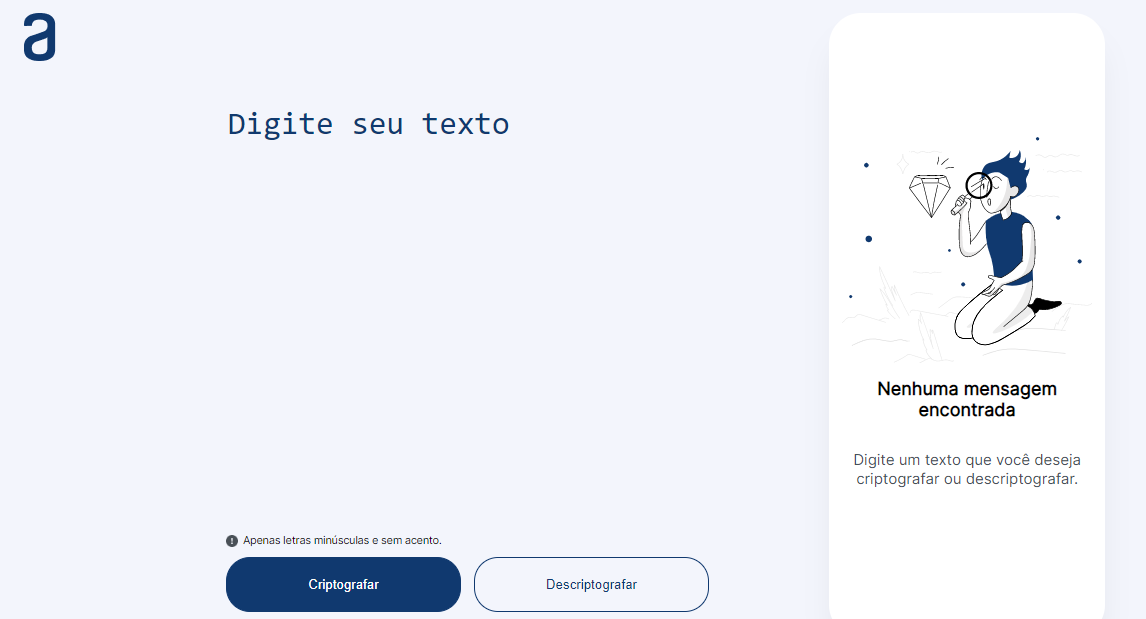 a
Digite seu texto
Apenas letras minúsculas e sem acento.
Criptografar
Descriptografar
Nenhuma mensagem
encontrada
Digite um texto que você deseja
criptografar ou descriptografar.